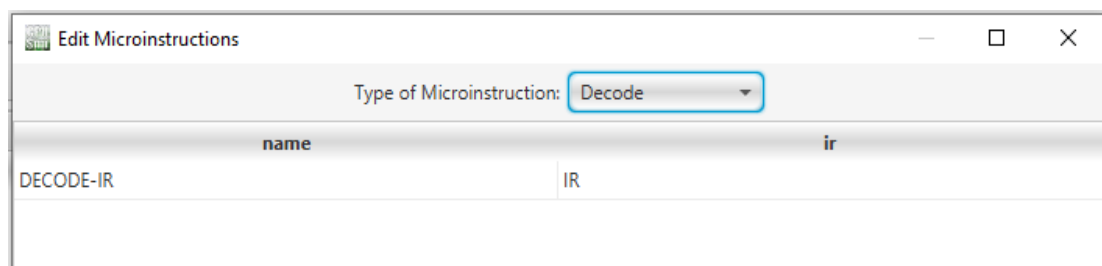 Edit Microinstructions
Type of Microinstruction: Decode
name ir
DECODE-IR IR